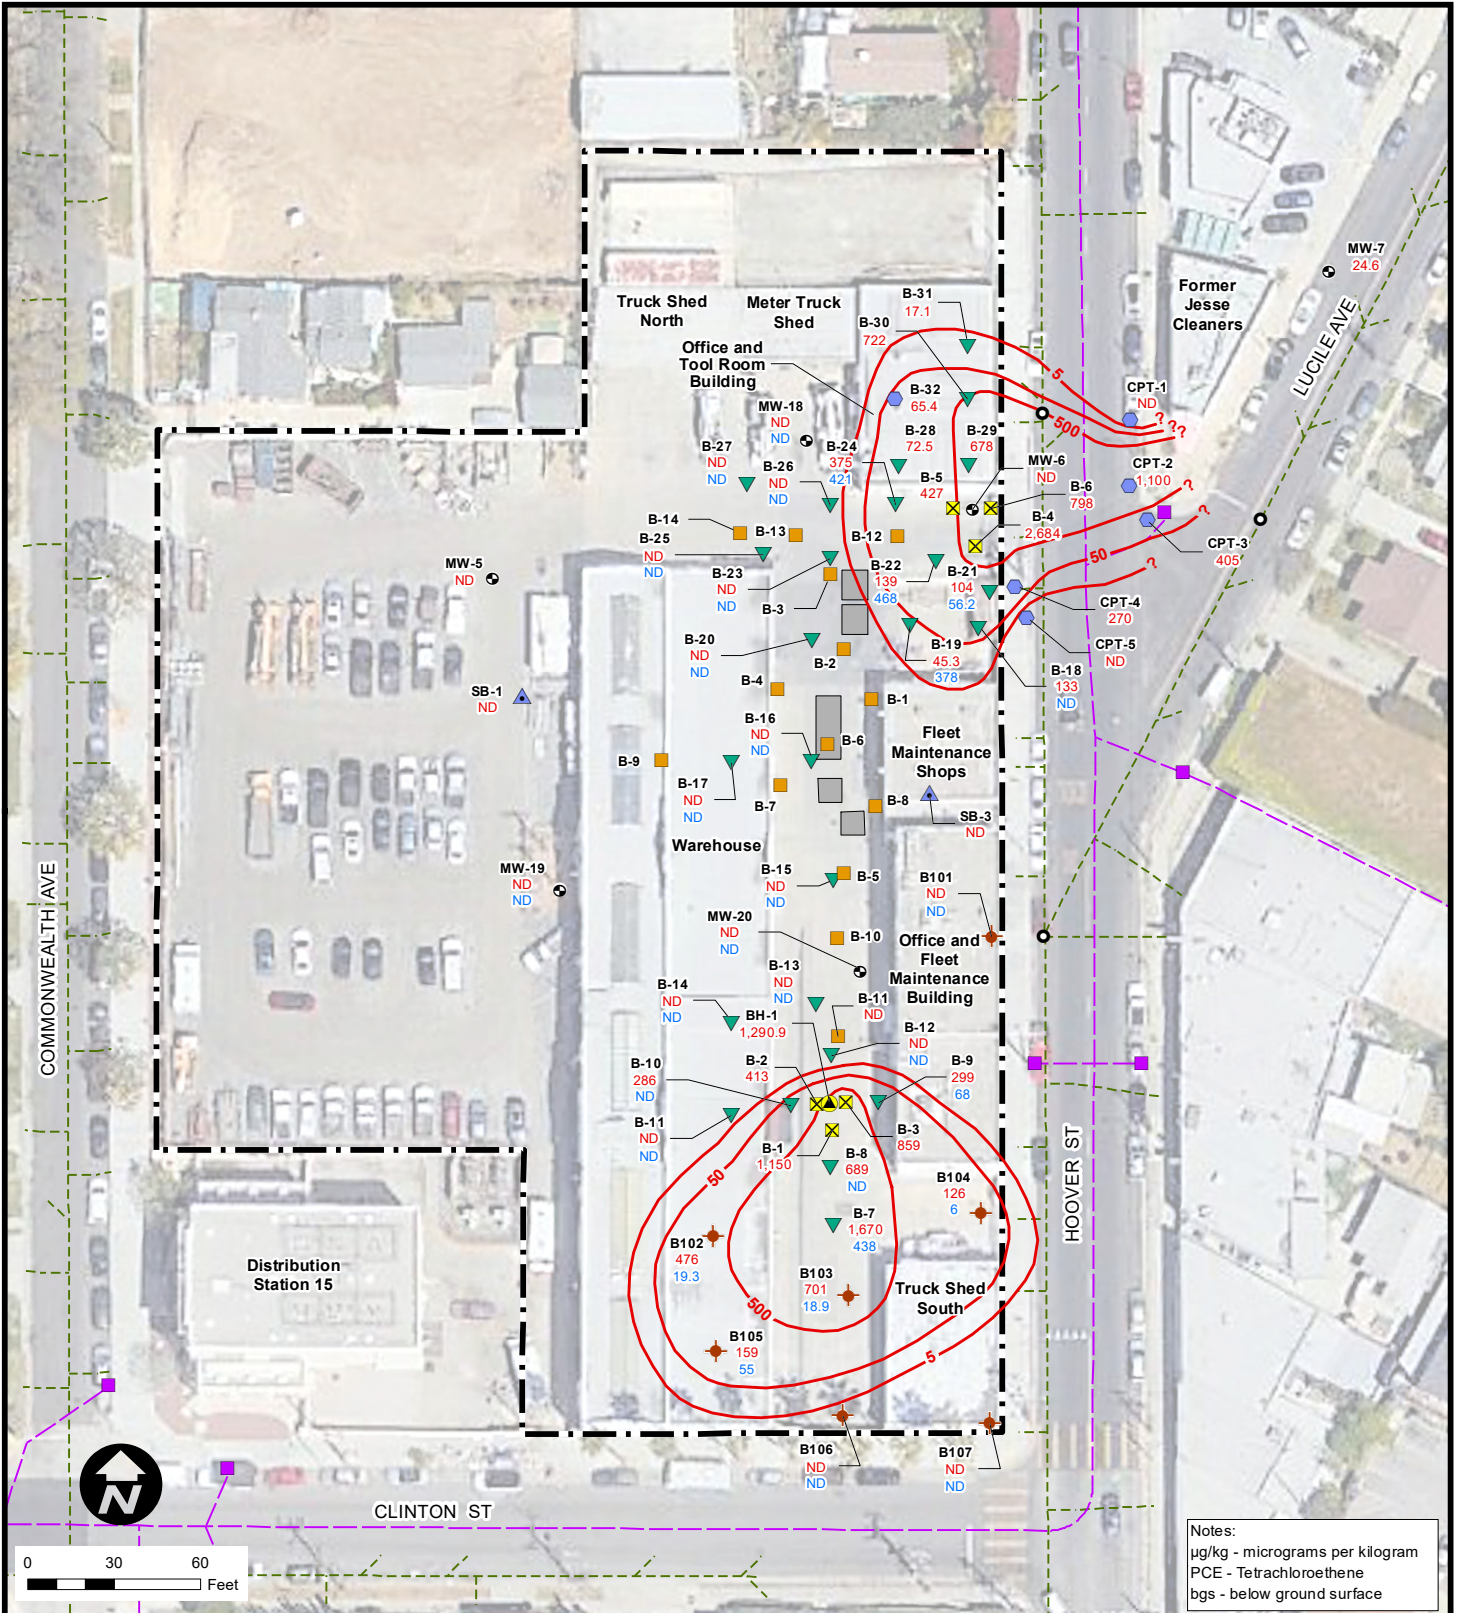 MW-7
24.6
Former
Jesse
Cleaners
LUCILE AVE
B-31
17.1
Truck Shed
North
Meter Truck
Shed
B-30
722
Office and
Tool Room
Building
5
B-32
65.4
CPT-1
ND
?
??
500
MW-18
ND
ND
B-28
72.5
B-29
678
B-27
ND
ND
B-26
ND
ND
B-24
375
421
B-5
427
MW-6
ND
CPT-2
1,100
B-6
798
?
B-4
2,684
?
B-14
B-13
B-12
B-25
ND
ND
CPT-3
405
50
?
MW-5
ND
B-23
ND
ND
B-3
B-22
139
468
B-21
104
56.2
CPT-4
270
B-20
ND
ND
B-2
B-19
45.3
378
CPT-5
ND
B-18
133
ND
B-4
B-1
SB-1
ND
B-16
ND
ND
B-6
Fleet
Maintenance
Shops
B-9
B-17
ND
ND
B-7
B-8
SB-3
ND
Warehouse
COMMONWEALTH AVE
MW-19
ND
ND
B-15
ND
ND
B-5
B101
ND
ND
MW-20
ND
ND
B-10
Office and
Fleet
Maintenance
Building
B-13
ND
ND
B-14
ND
ND
B-11
ND
BH-1
1,290.9
B-12
ND
ND
B-10
286
ND
B-2
413
B-9
299
68
B-11
ND
ND
B-3
859
B-1
1,150
B-8
689
ND
50
B104
126
6
HOOVER ST
B102
476
19.3
B-7
1,670
438
Distribution
Station 15
B103
701
18.9
Truck Shed
South
500
B105
159
55
5
B106
ND
ND
B107
ND
ND
N
CLINTON ST
0 30 60
Feet
Notes:
µg/kg - micrograms per kilogram
PCE - Tetrachloroethene
bgs - below ground surface